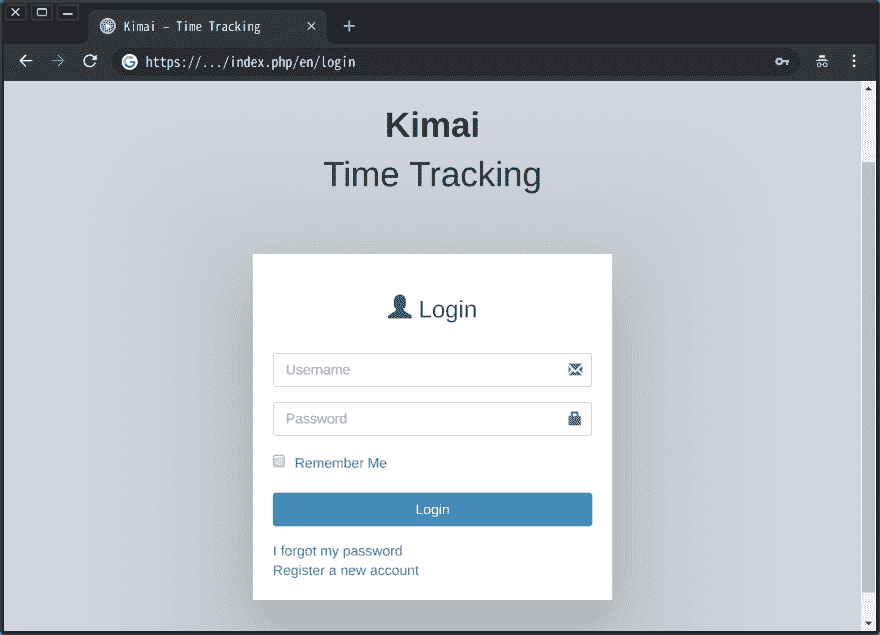 Kimai – Time Tracking
https://.../index.php/en/login
Kimai
Time Tracking
Login
Username
Password
Remember Me
Login
I forgot my password
Register a new account